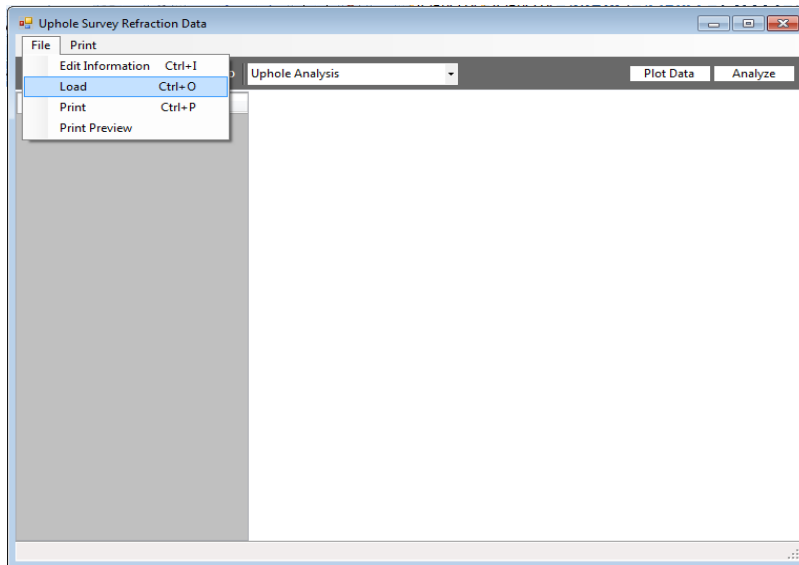 Uphole Survey Refraction Data
File Print
Edit Information Ctrl+I
Load Ctrl+O
Print Ctrl+P
Print Preview
Uphole Analysis
Plot Data Analyze